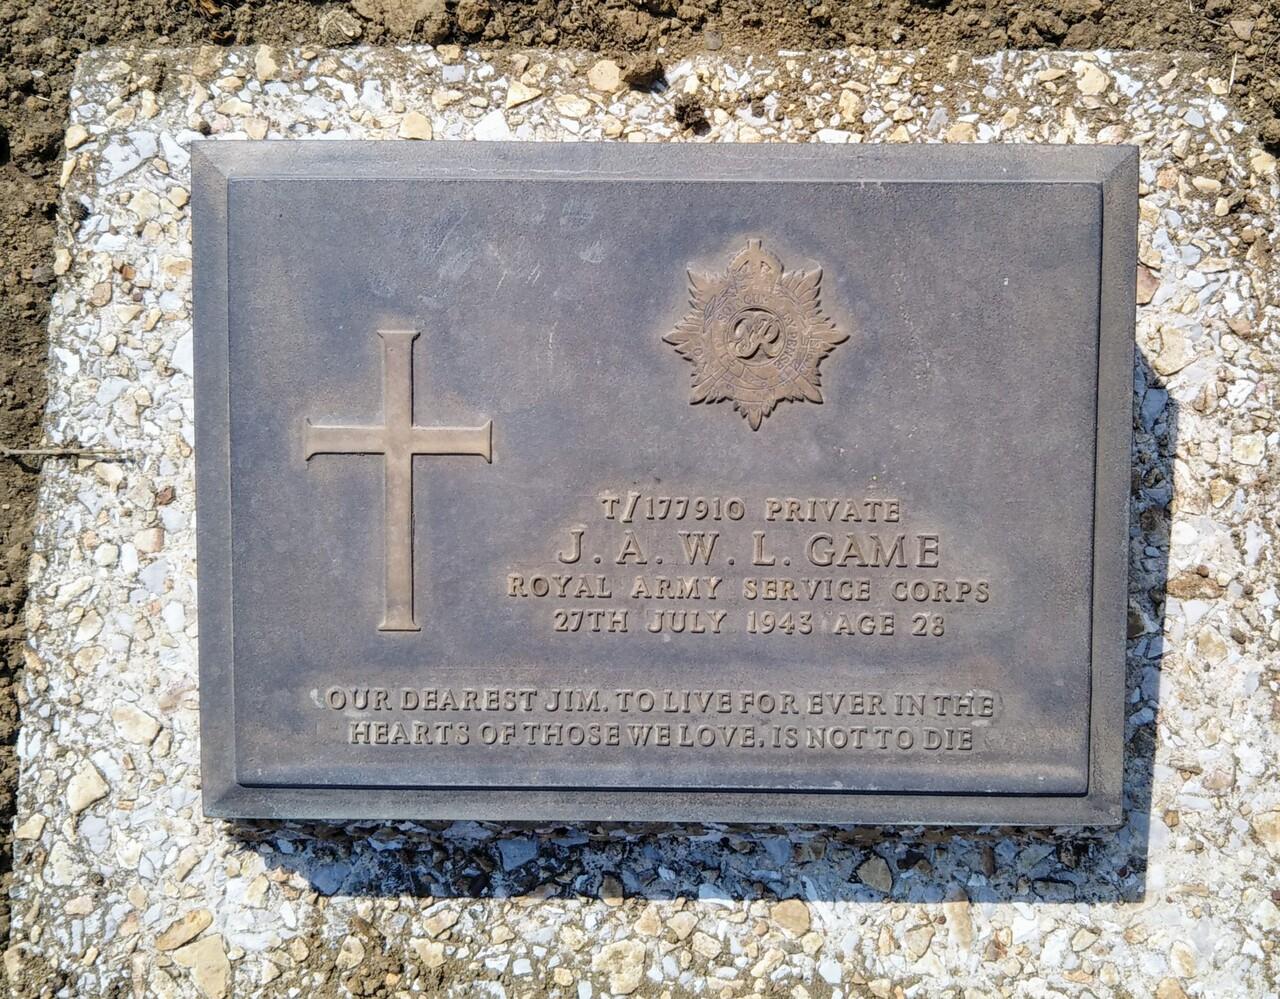 T/177910 PRIVATE
J. A. W. L. GAME
ROYAL ARMY SERVICE CORPS
27TH JULY 1943 AGE 28
OUR DEAREST JIM. TO LIVE FOR EVER IN THE
HEARTS OF THOSE WE LOVE, IS NOT TO DIE